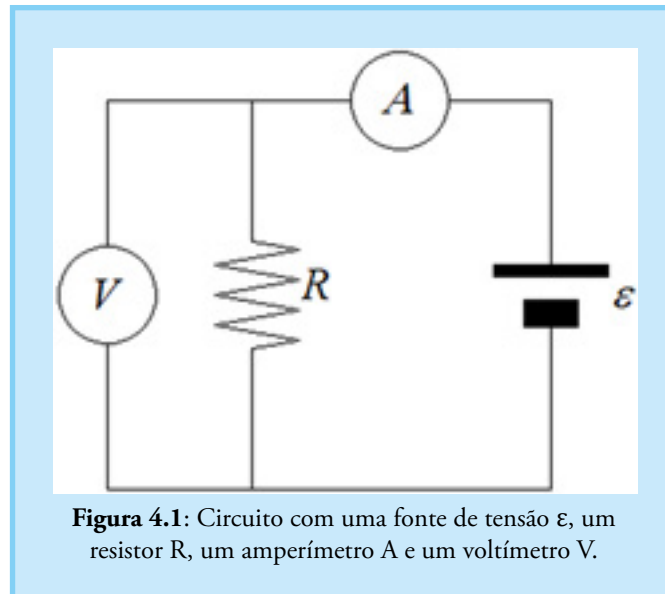 A
V
R
ε
Figura 4.1: Circuito com uma fonte de tensão ε, um
resistor R, um amperímetro A e um voltímetro V.